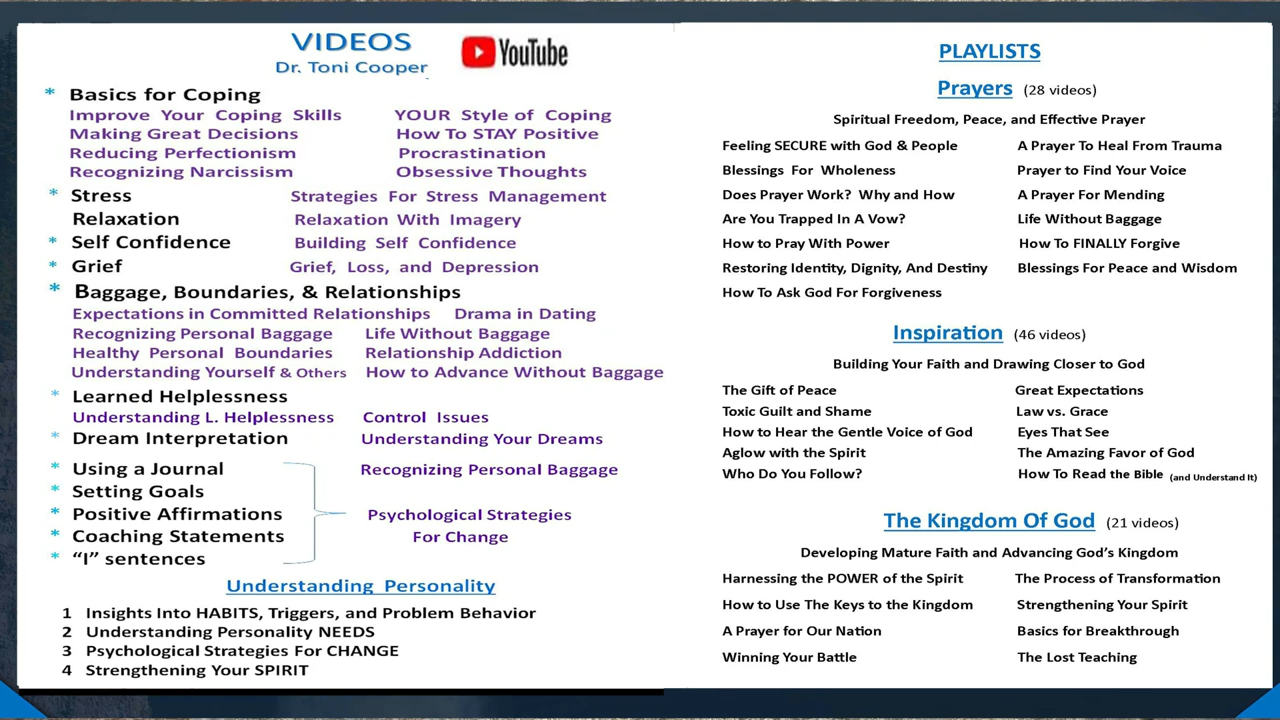 VIDEOS
YouTube
Dr. Toni Cooper
* Basics for Coping
Improve Your Coping Skills YOUR Style of Coping
Making Great Decisions How To STAY Positive
Reducing Perfectionism Procrastination
Recognizing Narcissism Obsessive Thoughts
* Stress Strategies For Stress Management
Relaxation Relaxation With Imagery
* Self Confidence Building Self Confidence
* Grief Grief, Loss, and Depression
* Baggage, Boundaries, & Relationships
Expectations in Committed Relationships Drama in Dating
Recognizing Personal Baggage Life Without Baggage
Healthy Personal Boundaries Relationship Addiction
Understanding Yourself & Others How to Advance Without Baggage
* Learned Helplessness
Understanding L. Helplessness Control Issues
* Dream Interpretation Understanding Your Dreams
* Using a Journal Recognizing Personal Baggage
* Setting Goals
* Positive Affirmations Psychological Strategies
* Coaching Statements For Change
* “I” sentences
Understanding Personality
1 Insights Into HABITS, Triggers, and Problem Behavior
2 Understanding Personality NEEDS
3 Psychological Strategies For CHANGE
4 Strengthening Your SPIRIT
PLAYLISTS
Prayers (28 videos)
Spiritual Freedom, Peace, and Effective Prayer
Feeling SECURE with God & People A Prayer To Heal From Trauma
Blessings For Wholeness Prayer to Find Your Voice
Does Prayer Work? Why and How A Prayer For Mending
Are You Trapped In A Vow? Life Without Baggage
How to Pray With Power How To FINALLY Forgive
Restoring Identity, Dignity, And Destiny Blessings For Peace and Wisdom
How To Ask God For Forgiveness
Inspiration (46 videos)
Building Your Faith and Drawing Closer to God
The Gift of Peace Great Expectations
Toxic Guilt and Shame Law vs. Grace
How to Hear the Gentle Voice of God Eyes That See
Aglow with the Spirit The Amazing Favor of God
Who Do You Follow? How To Read the Bible (and Understand It)
The Kingdom Of God (21 videos)
Developing Mature Faith and Advancing God’s Kingdom
Harnessing the POWER of the Spirit The Process of Transformation
How to Use The Keys to the Kingdom Strengthening Your Spirit
A Prayer for Our Nation Basics for Breakthrough
Winning Your Battle The Lost Teaching